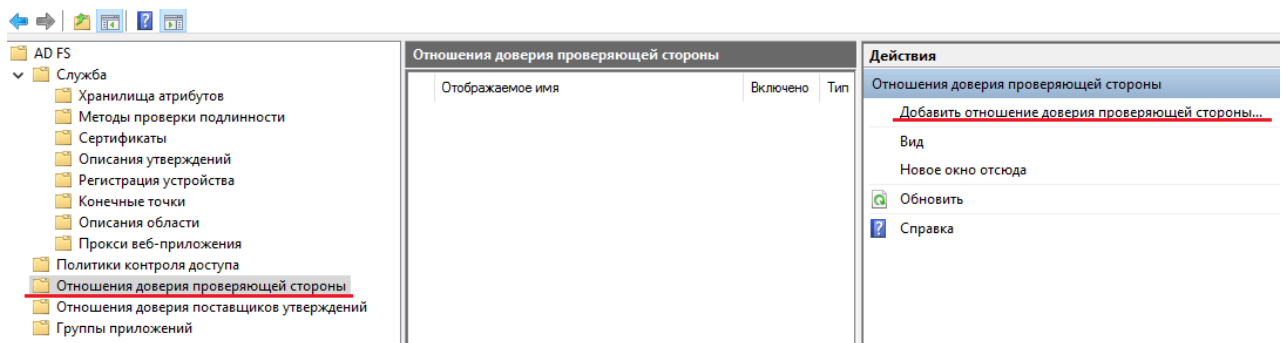 AD FS
Служба
Хранилища атрибутов
Методы проверки подлинности
Сертификаты
Описания утверждений
Регистрация устройства
Конечные точки
Описания области
Прокси веб-приложения
Политики контроля доступа
Отношения доверия проверяющей стороны
Отношения доверия поставщиков утверждений
Группы приложений
Отношения доверия проверяющей стороны
Отображаемое имя Включено Тип
Действия
Отношения доверия проверяющей стороны
Добавить отношение доверия проверяющей стороны...
Вид
Новое окно отсюда
Обновить
Справка